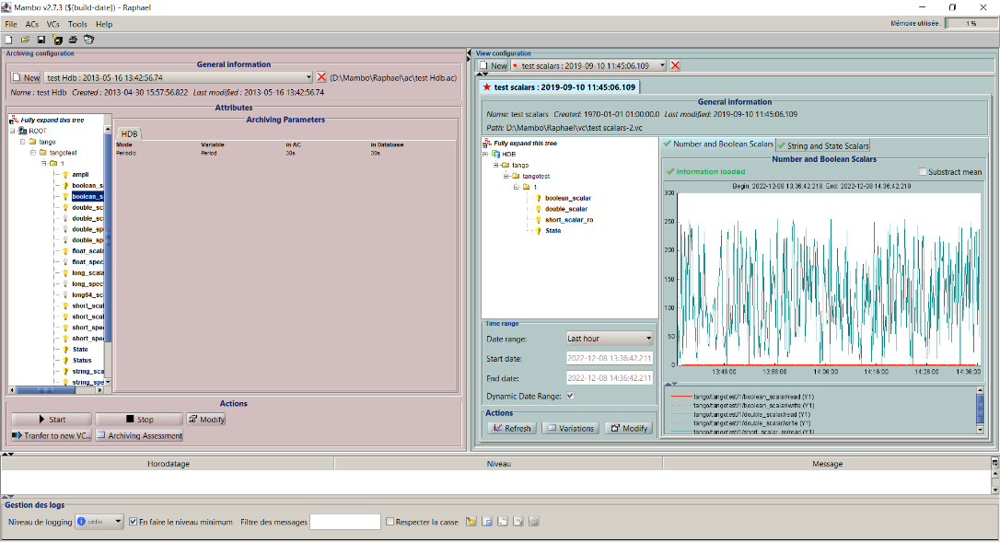 Mambo v2.7.3 (${build-date}) - Raphael
File ACs VCs Tools Help
Mémoire utilisée : 1 %
Archiving configuration
General information
New test Hdb : 2013-05-16 13:42:56.74 (D:\Mambo\Raphael\ac\test Hdb.ac)
Name : test Hdb Created : 2013-04-30 15:57:56.822 Last modified : 2013-05-16 13:42:56.74
Attributes
Fully expand this tree
ROOT
tango
tangotest
1
ampli
boolean_s
boolean_s
double_sc
double_sc
double_sp
double_sp
float_scala
float_spec
long_scala
long_spec
long64_sc
short_scal
short_scal
short_spec
short_spec
State
Status
string_sca
string_spe
Archiving Parameters
HDB
Mode Variable in AC in Database
Periodic Period 30s 30s
Actions
Start Stop Modify
Tranfer to new VC... Archiving Assessment
View configuration
New test scalars : 2019-09-10 11:45:06.109
test scalars : 2019-09-10 11:45:06.109
General information
Name: test scalars Created: 1970-01-01 01:00:00.0 Last modified: 2019-09-10 11:45:06.109
Path: D:\Mambo\Raphael\vc\test scalars-2.vc
Fully expand this tree
HDB
tango
tangotest
1
boolean_scalar
double_scalar
short_scalar_ro
State
Time range
Date range: Last hour
Start date: 2022-12-08 13:36:42.211
End date: 2022-12-08 14:36:42.211
Dynamic Date Range:
Actions
Refresh Variations Modify
Number and Boolean Scalars String and State Scalars
Number and Boolean Scalars
Information loaded Substract mean
Begin: 2022-12-08 13:36:42.218, End: 2022-12-08 14:36:42.218
300
250
200
150
100
50
0
13:46:00 13:56:00 14:06:00 14:16:00 14:26:00 14:36:00
tango/tangotest/1/boolean_scalar/read (Y1)
tango/tangotest/1/boolean_scalar/write (Y1)
tango/tangotest/1/double_scalar/read (Y1)
tango/tangotest/1/double_scalar/write (Y1)
tango/tangotest/1/short_scalar_ro/read (Y1)
Horodatage Niveau Message
Gestion des logs
Niveau de logging info En faire le niveau minimum Filtre des messages Respecter la casse